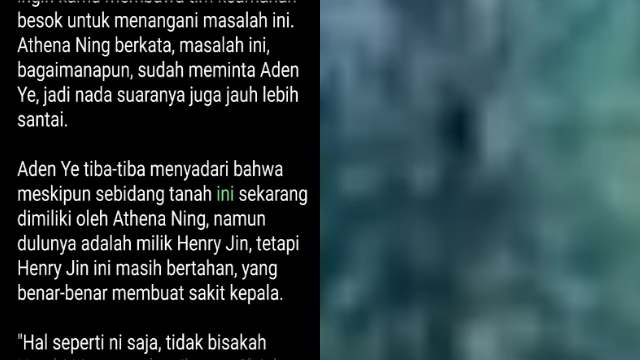 besok untuk menangani masalah ini.
Athena Ning berkata, masalah ini,
bagaimanapun, sudah meminta Aden
Ye, jadi nada suaranya juga jauh lebih
santai.
Aden Ye tiba-tiba menyadari bahwa
meskipun sebidang tanah ini sekarang
dimiliki oleh Athena Ning, namun
dulunya adalah milik Henry Jin, tetapi
Henry Jin ini masih bertahan, yang
benar-benar membuat sakit kepala.
"Hal seperti ni saja, tidak bisakah